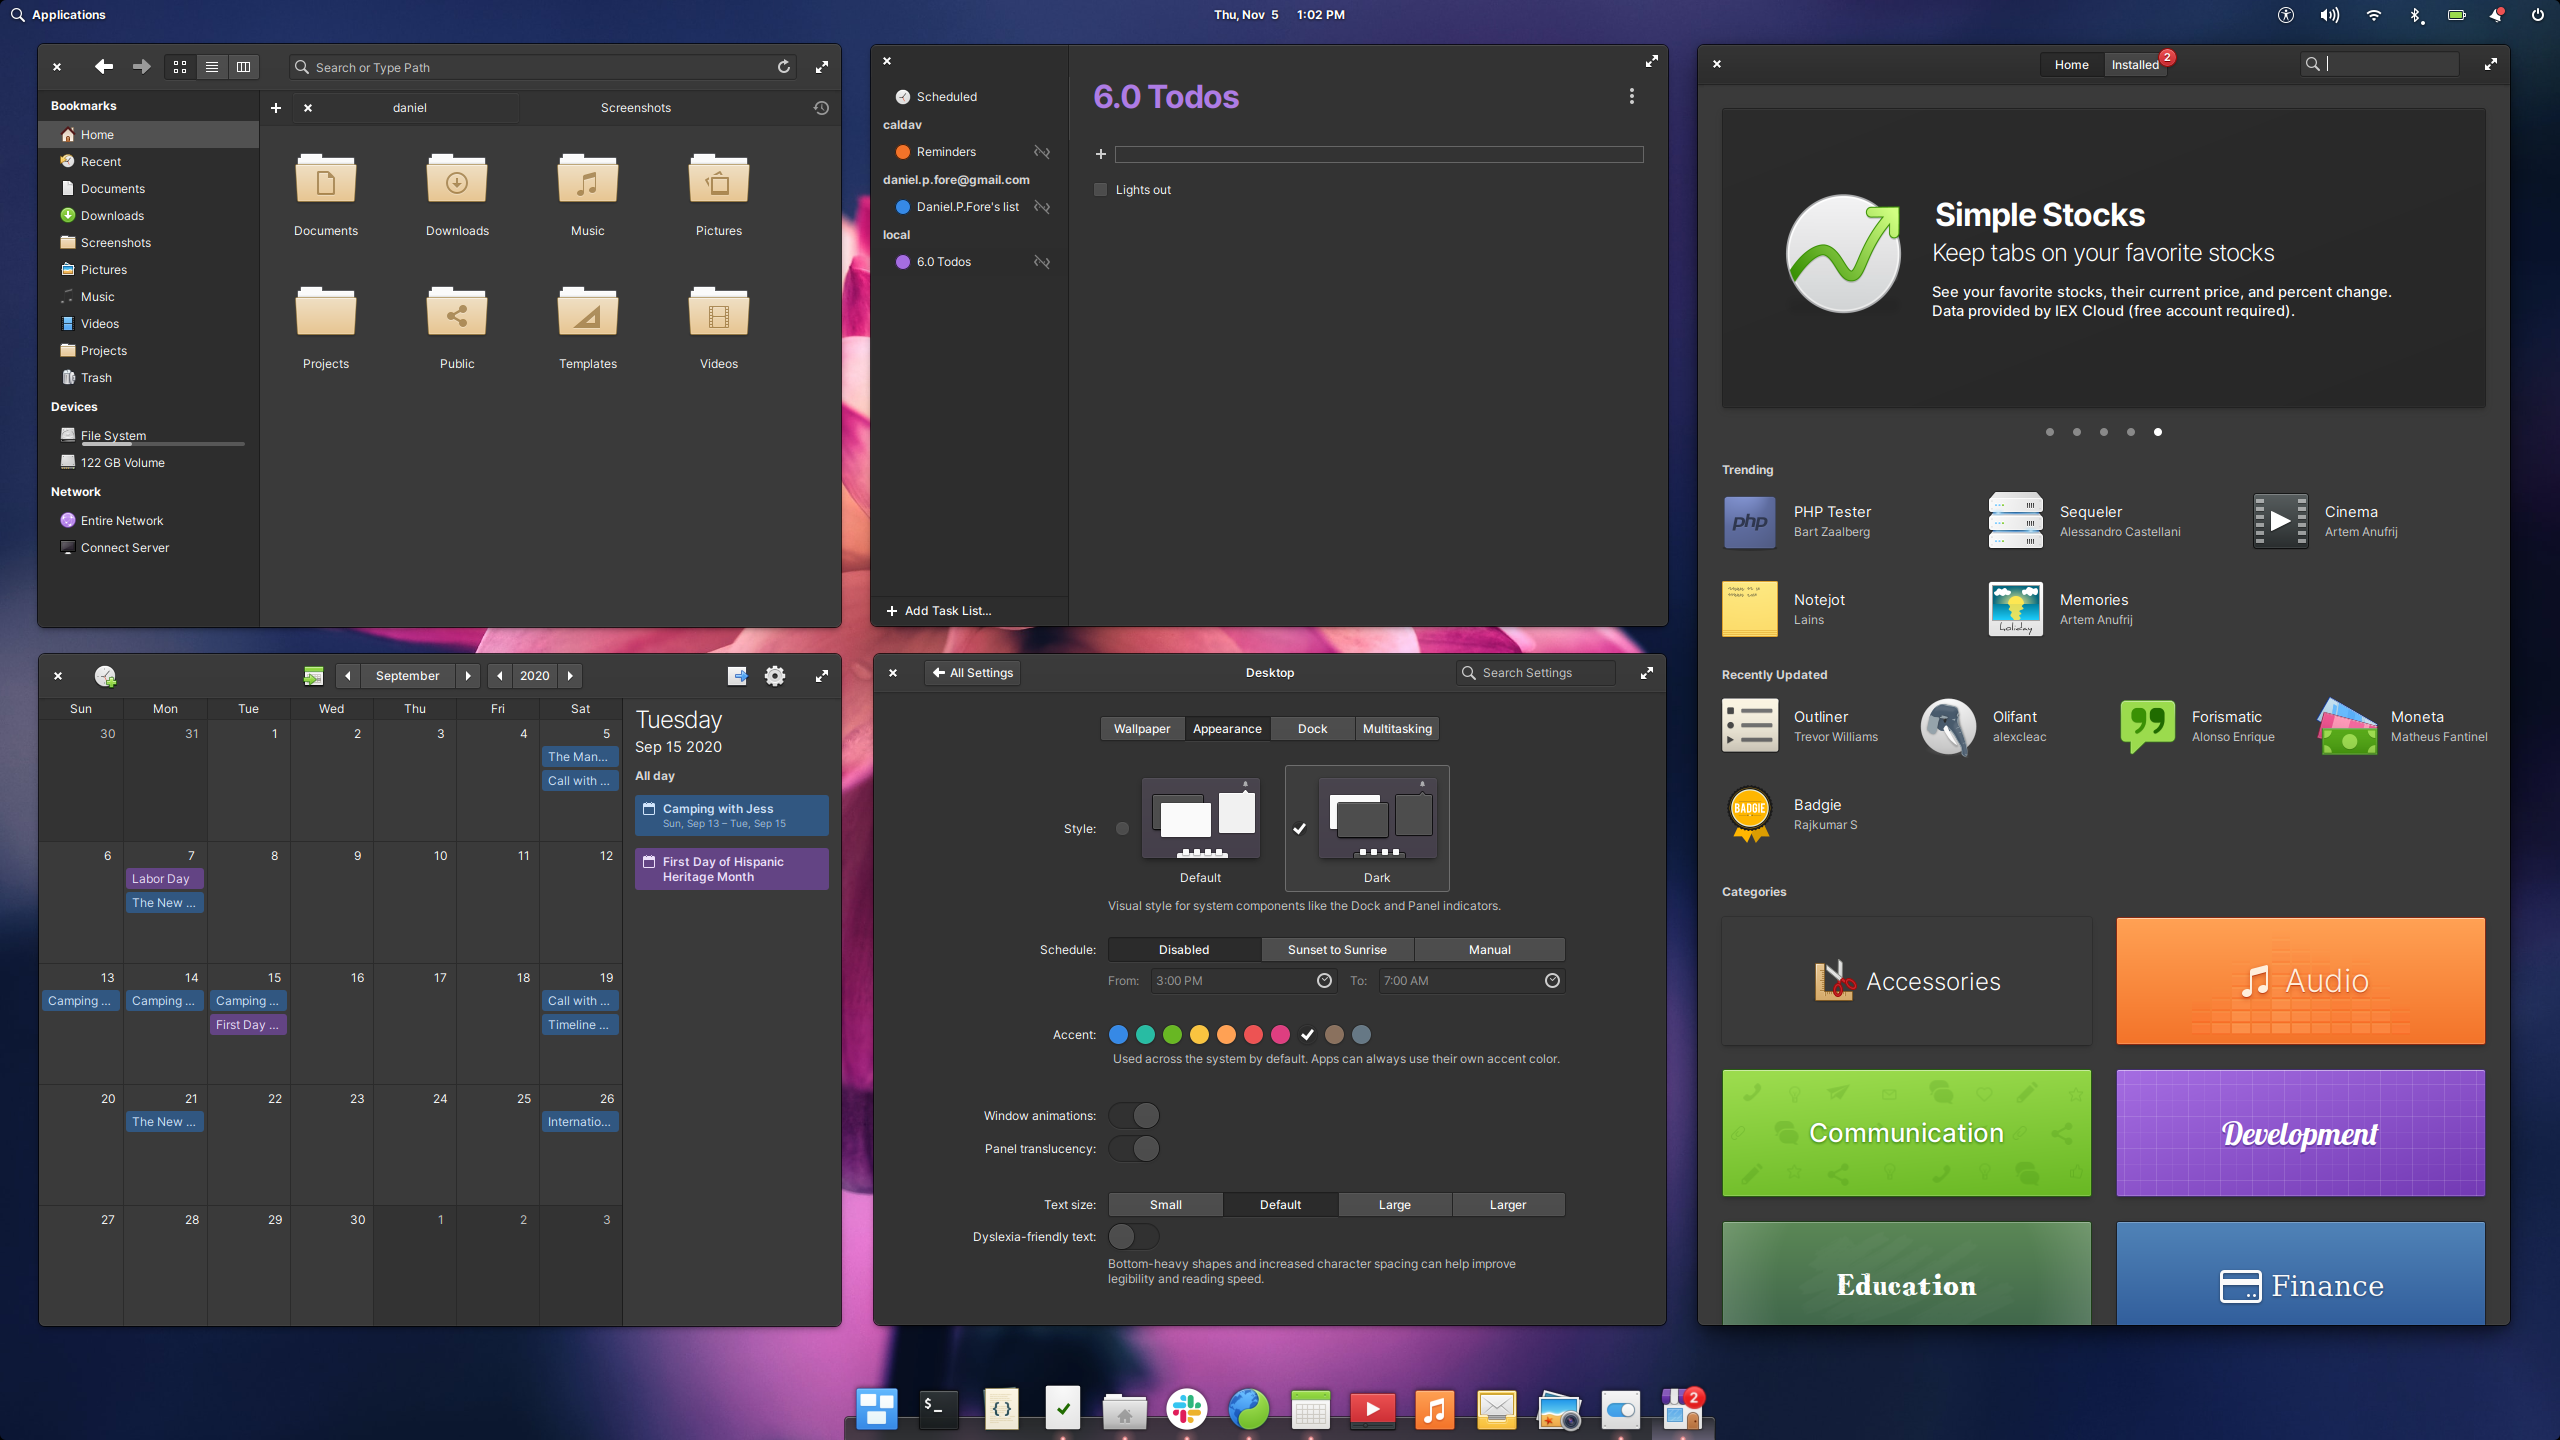 Applications
Thu, Nov 5 1:02 PM
Search or Type Path
Bookmarks
Home
Recent
Documents
Downloads
Screenshots
Pictures
Music
Videos
Projects
Trash
Devices
File System
122 GB Volume
Network
Entire Network
Connect Server
daniel
Screenshots
Documents
Downloads
Music
Pictures
Projects
Public
Templates
Videos
Scheduled
caldav
Reminders
daniel.p.fore@gmail.com
Daniel.P.Fore's list
local
6.0 Todos
Add Task List...
6.0 Todos
Lights out
Home
Installed
2
Simple Stocks
Keep tabs on your favorite stocks
See your favorite stocks, their current price, and percent change.
Data provided by IEX Cloud (free account required).
Trending
php
PHP Tester
Bart Zaalberg
Sequeler
Alessandro Castellani
Cinema
Artem Anufrij
Notejot
Lains
Holiday
Memories
Artem Anufrij
Recently Updated
Outliner
Trevor Williams
Olifant
alexcleac
Forismatic
Alonso Enrique
Moneta
Matheus Fantinel
BADGIE
Badgie
Rajkumar S
Categories
Accessories
Audio
Communication
Development
Education
Finance
September
2020
Sun Mon Tue Wed Thu Fri Sat
30 31 1 2 3 4 5
The Man...
Call with ...
6 7 8 9 10 11 12
Labor Day
The New ...
13 14 15 16 17 18 19
Camping ... Camping ... Camping ... Call with ...
First Day ... Timeline ...
20 21 22 23 24 25 26
The New ... Internatio...
27 28 29 30 1 2 3
Tuesday
Sep 15 2020
All day
Camping with Jess
Sun, Sep 13 – Tue, Sep 15
First Day of Hispanic
Heritage Month
All Settings
Desktop
Search Settings
Wallpaper Appearance Dock Multitasking
Style:
Default
Dark
Visual style for system components like the Dock and Panel indicators.
Schedule: Disabled Sunset to Sunrise Manual
From: 3:00 PM To: 7:00 AM
Accent:
Used across the system by default. Apps can always use their own accent color.
Window animations:
Panel translucency:
Text size: Small Default Large Larger
Dyslexia-friendly text:
Bottom-heavy shapes and increased character spacing can help improve
legibility and reading speed.
$_
{}
2